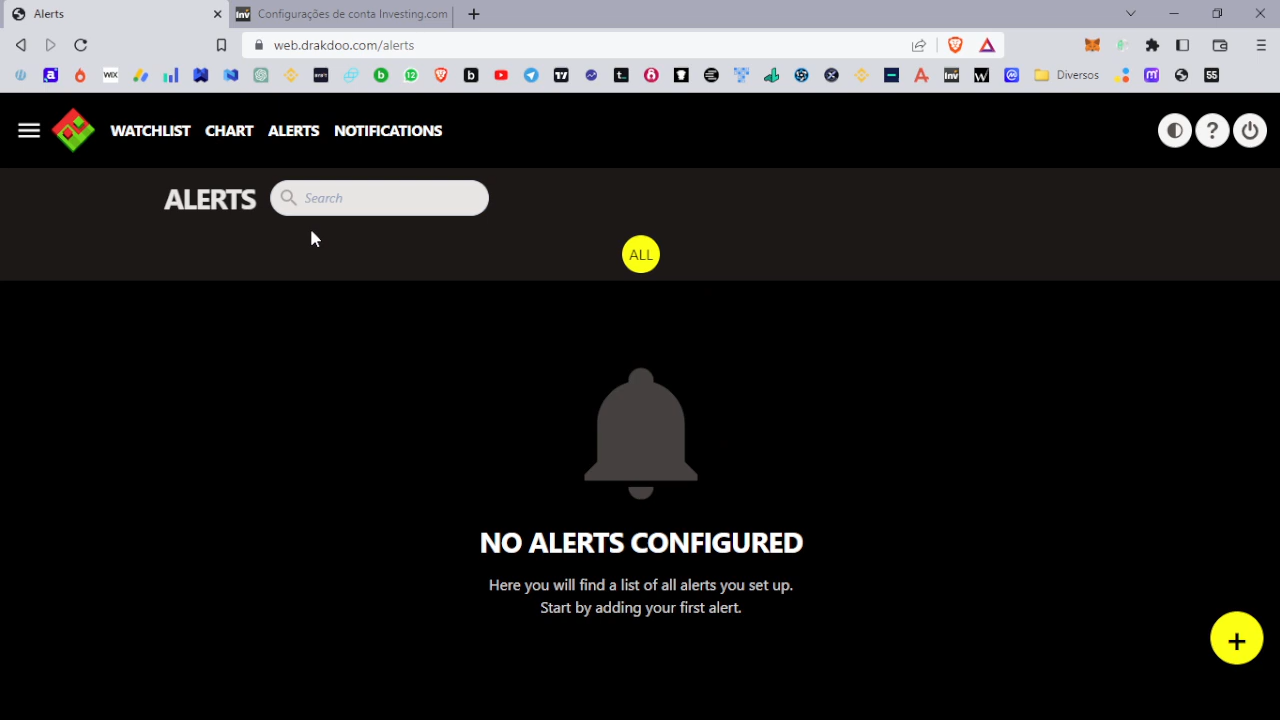 Alerts
Configurações de conta Investing.com
web.drakdoo.com/alerts
Diversos
WATCHLIST CHART ALERTS NOTIFICATIONS
?
ALERTS
Search
ALL
NO ALERTS CONFIGURED
Here you will find a list of all alerts you set up.
Start by adding your first alert.
+